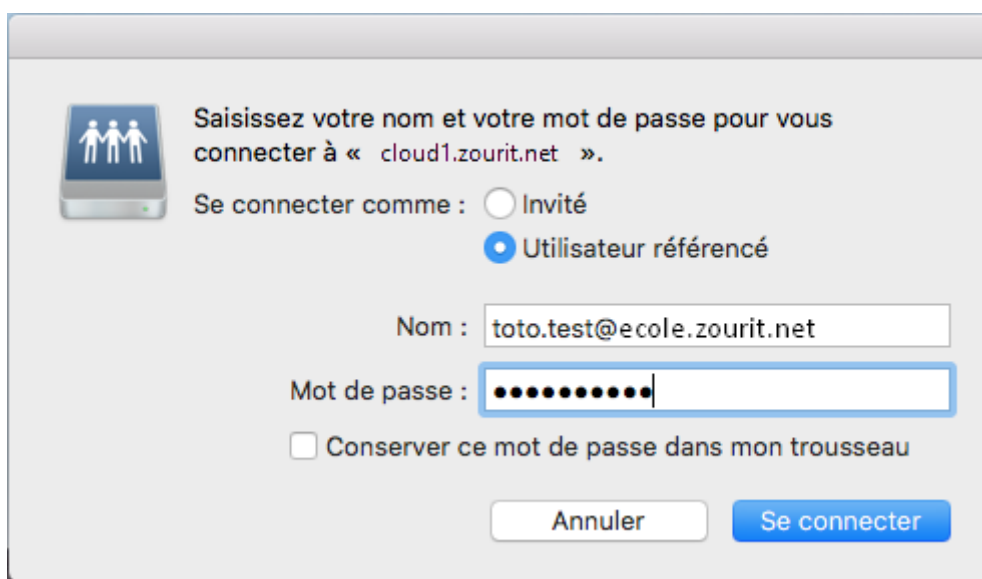 Saisissez votre nom et votre mot de passe pour vous
connecter à « cloud1.zourit.net ».
Se connecter comme : Invité
Utilisateur référencé
Nom : toto.test@ecole.zourit.net
Mot de passe : ●●●●●●●●●●
Conserver ce mot de passe dans mon trousseau
Annuler Se connecter